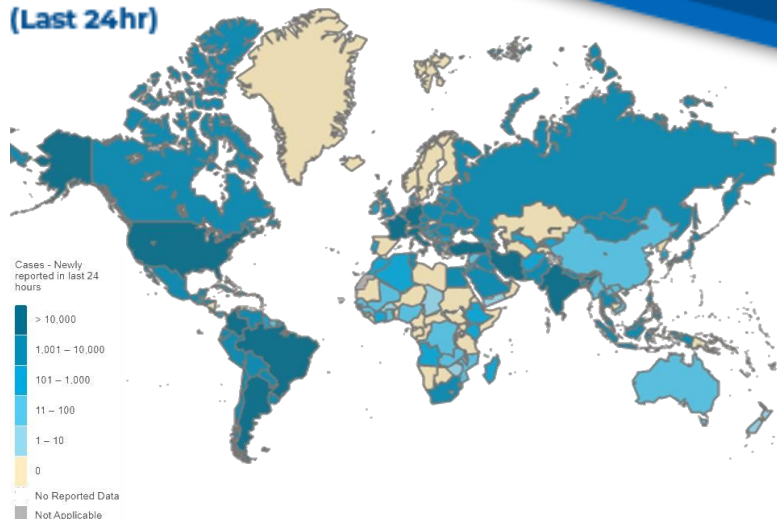 (Last 24hr)
Cases - Newly
reported in last 24
hours
> 10,000
1,001 – 10,000
101 – 1,000
11 – 100
1 – 10
0
No Reported Data
Not Applicable